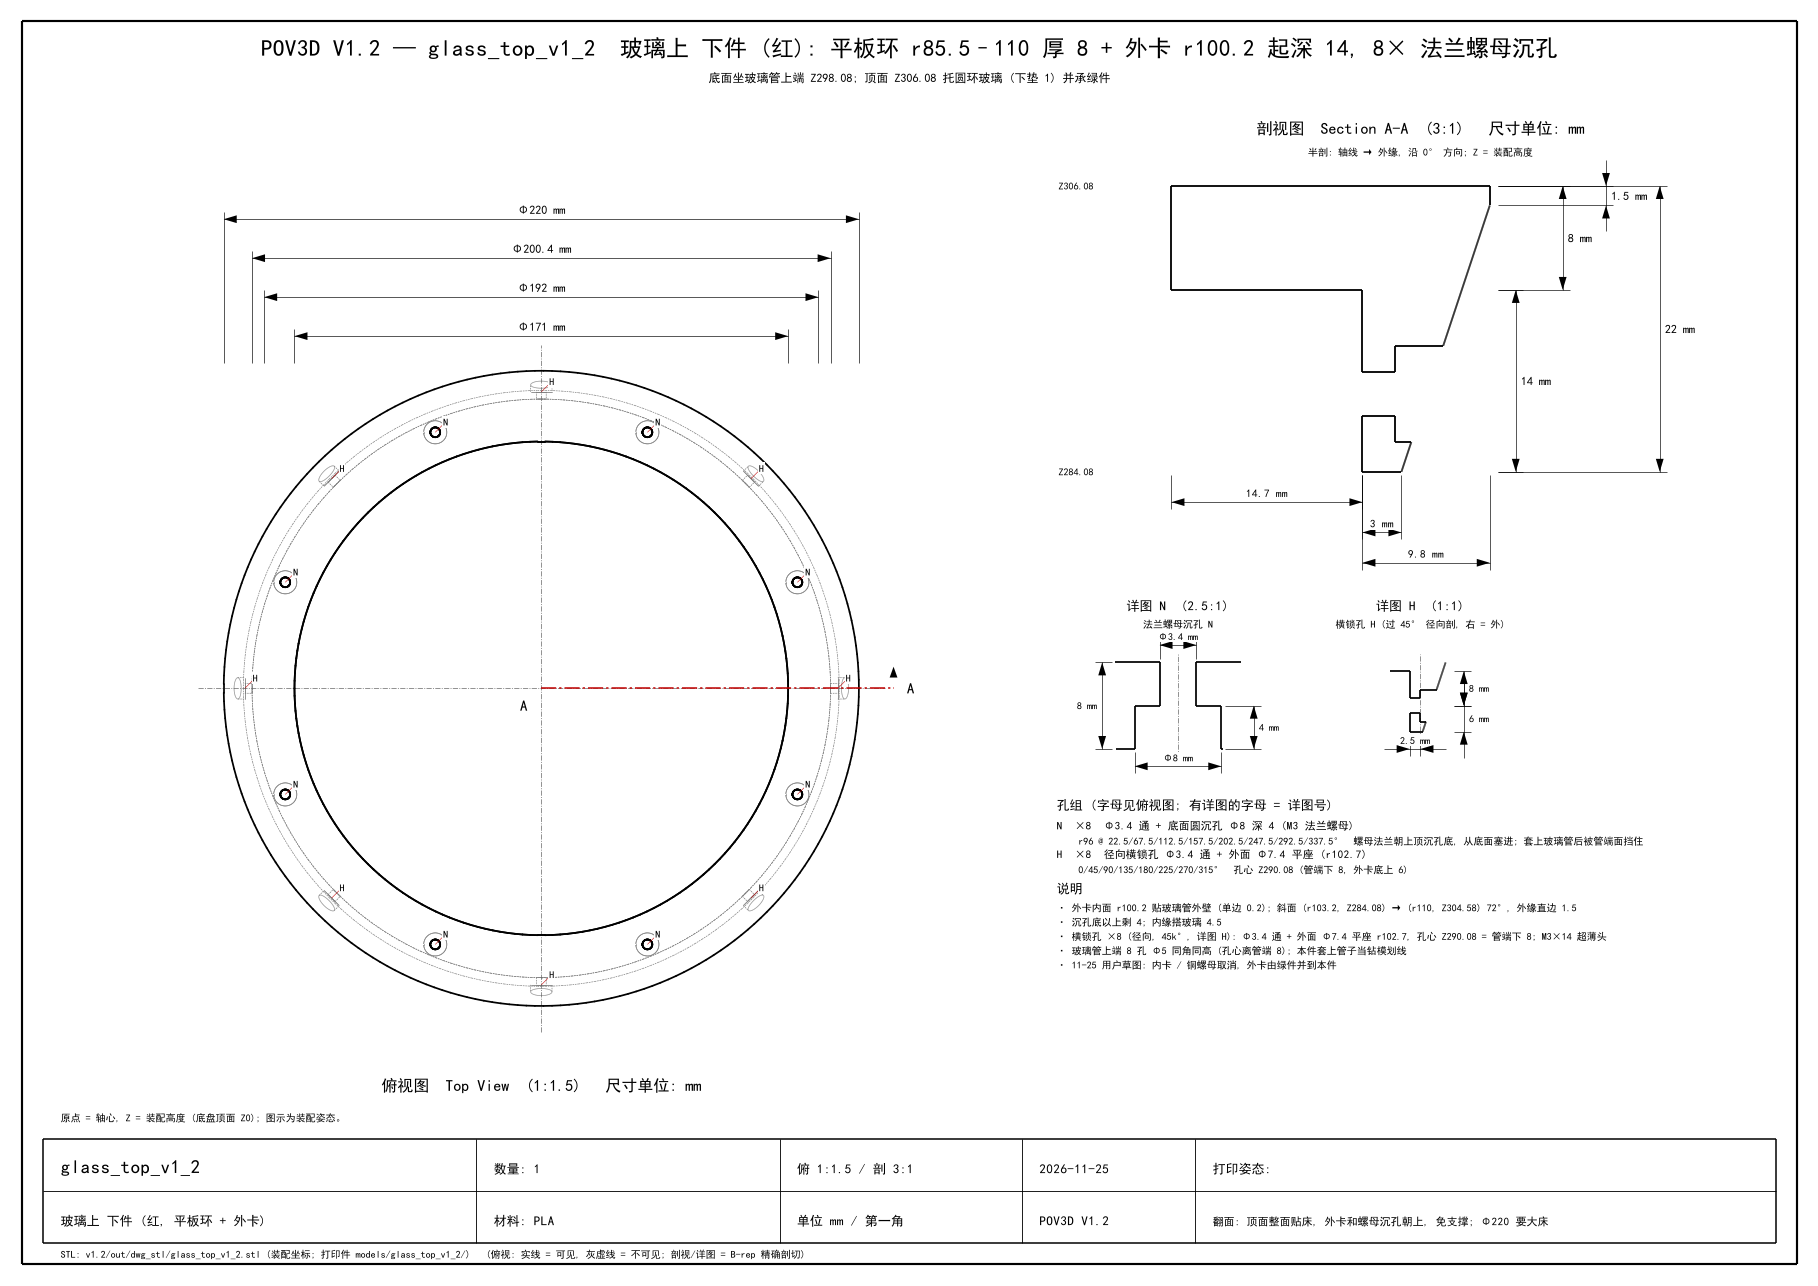 POV3D V1.2 — glass_top_v1_2 玻璃上 下件 (红): 平板环 r85.5–110 厚 8 + 外卡 r100.2 起深 14, 8× 法兰螺母沉孔
底面坐玻璃管上端 Z298.08; 顶面 Z306.08 托圆环玻璃 (下垫 1) 并承绿件
剖视图 Section A-A (3:1) 尺寸单位: mm
半剖: 轴线 → 外缘, 沿 0° 方向; Z = 装配高度
Z306.08
1.5 mm
8 mm
22 mm
14 mm
Z284.08
14.7 mm
3 mm
9.8 mm
Φ220 mm
Φ200.4 mm
Φ192 mm
Φ171 mm
H
N
N
H
H
N
N
H
H
A
A
N
N
H
H
N
N
H
俯视图 Top View (1:1.5) 尺寸单位: mm
详图 N (2.5:1)
法兰螺母沉孔 N
Φ3.4 mm
8 mm
4 mm
Φ8 mm
详图 H (1:1)
横锁孔 H (过 45° 径向剖, 右 = 外)
8 mm
6 mm
2.5 mm
孔组 (字母见俯视图; 有详图的字母 = 详图号)
N ×8 Φ3.4 通 + 底面圆沉孔 Φ8 深 4 (M3 法兰螺母)
r96 @ 22.5/67.5/112.5/157.5/202.5/247.5/292.5/337.5° 螺母法兰朝上顶沉孔底, 从底面塞进; 套上玻璃管后被管端面挡住
H ×8 径向横锁孔 Φ3.4 通 + 外面 Φ7.4 平座 (r102.7)
0/45/90/135/180/225/270/315° 孔心 Z290.08 (管端下 8, 外卡底上 6)
说明
· 外卡内面 r100.2 贴玻璃管外壁 (单边 0.2); 斜面 (r103.2, Z284.08) → (r110, Z304.58) 72°, 外缘直边 1.5
· 沉孔底以上剩 4; 内缘搭玻璃 4.5
· 横锁孔 ×8 (径向, 45k°, 详图 H): Φ3.4 通 + 外面 Φ7.4 平座 r102.7, 孔心 Z290.08 = 管端下 8; M3×14 超薄头
· 玻璃管上端 8 孔 Φ5 同角同高 (孔心离管端 8); 本件套上管子当钻模划线
· 11-25 用户草图: 内卡 / 铜螺母取消, 外卡由绿件并到本件
原点 = 轴心, Z = 装配高度 (底盘顶面 Z0); 图示为装配姿态。
glass_top_v1_2
数量: 1
俯 1:1.5 / 剖 3:1
2026-11-25
打印姿态:
玻璃上 下件 (红, 平板环 + 外卡)
材料: PLA
单位 mm / 第一角
POV3D V1.2
翻面: 顶面整面贴床, 外卡和螺母沉孔朝上, 免支撑; Φ220 要大床
STL: v1.2/out/dwg_stl/glass_top_v1_2.stl (装配坐标; 打印件 models/glass_top_v1_2/) (俯视: 实线 = 可见, 灰虚线 = 不可见; 剖视/详图 = B-rep 精确剖切)